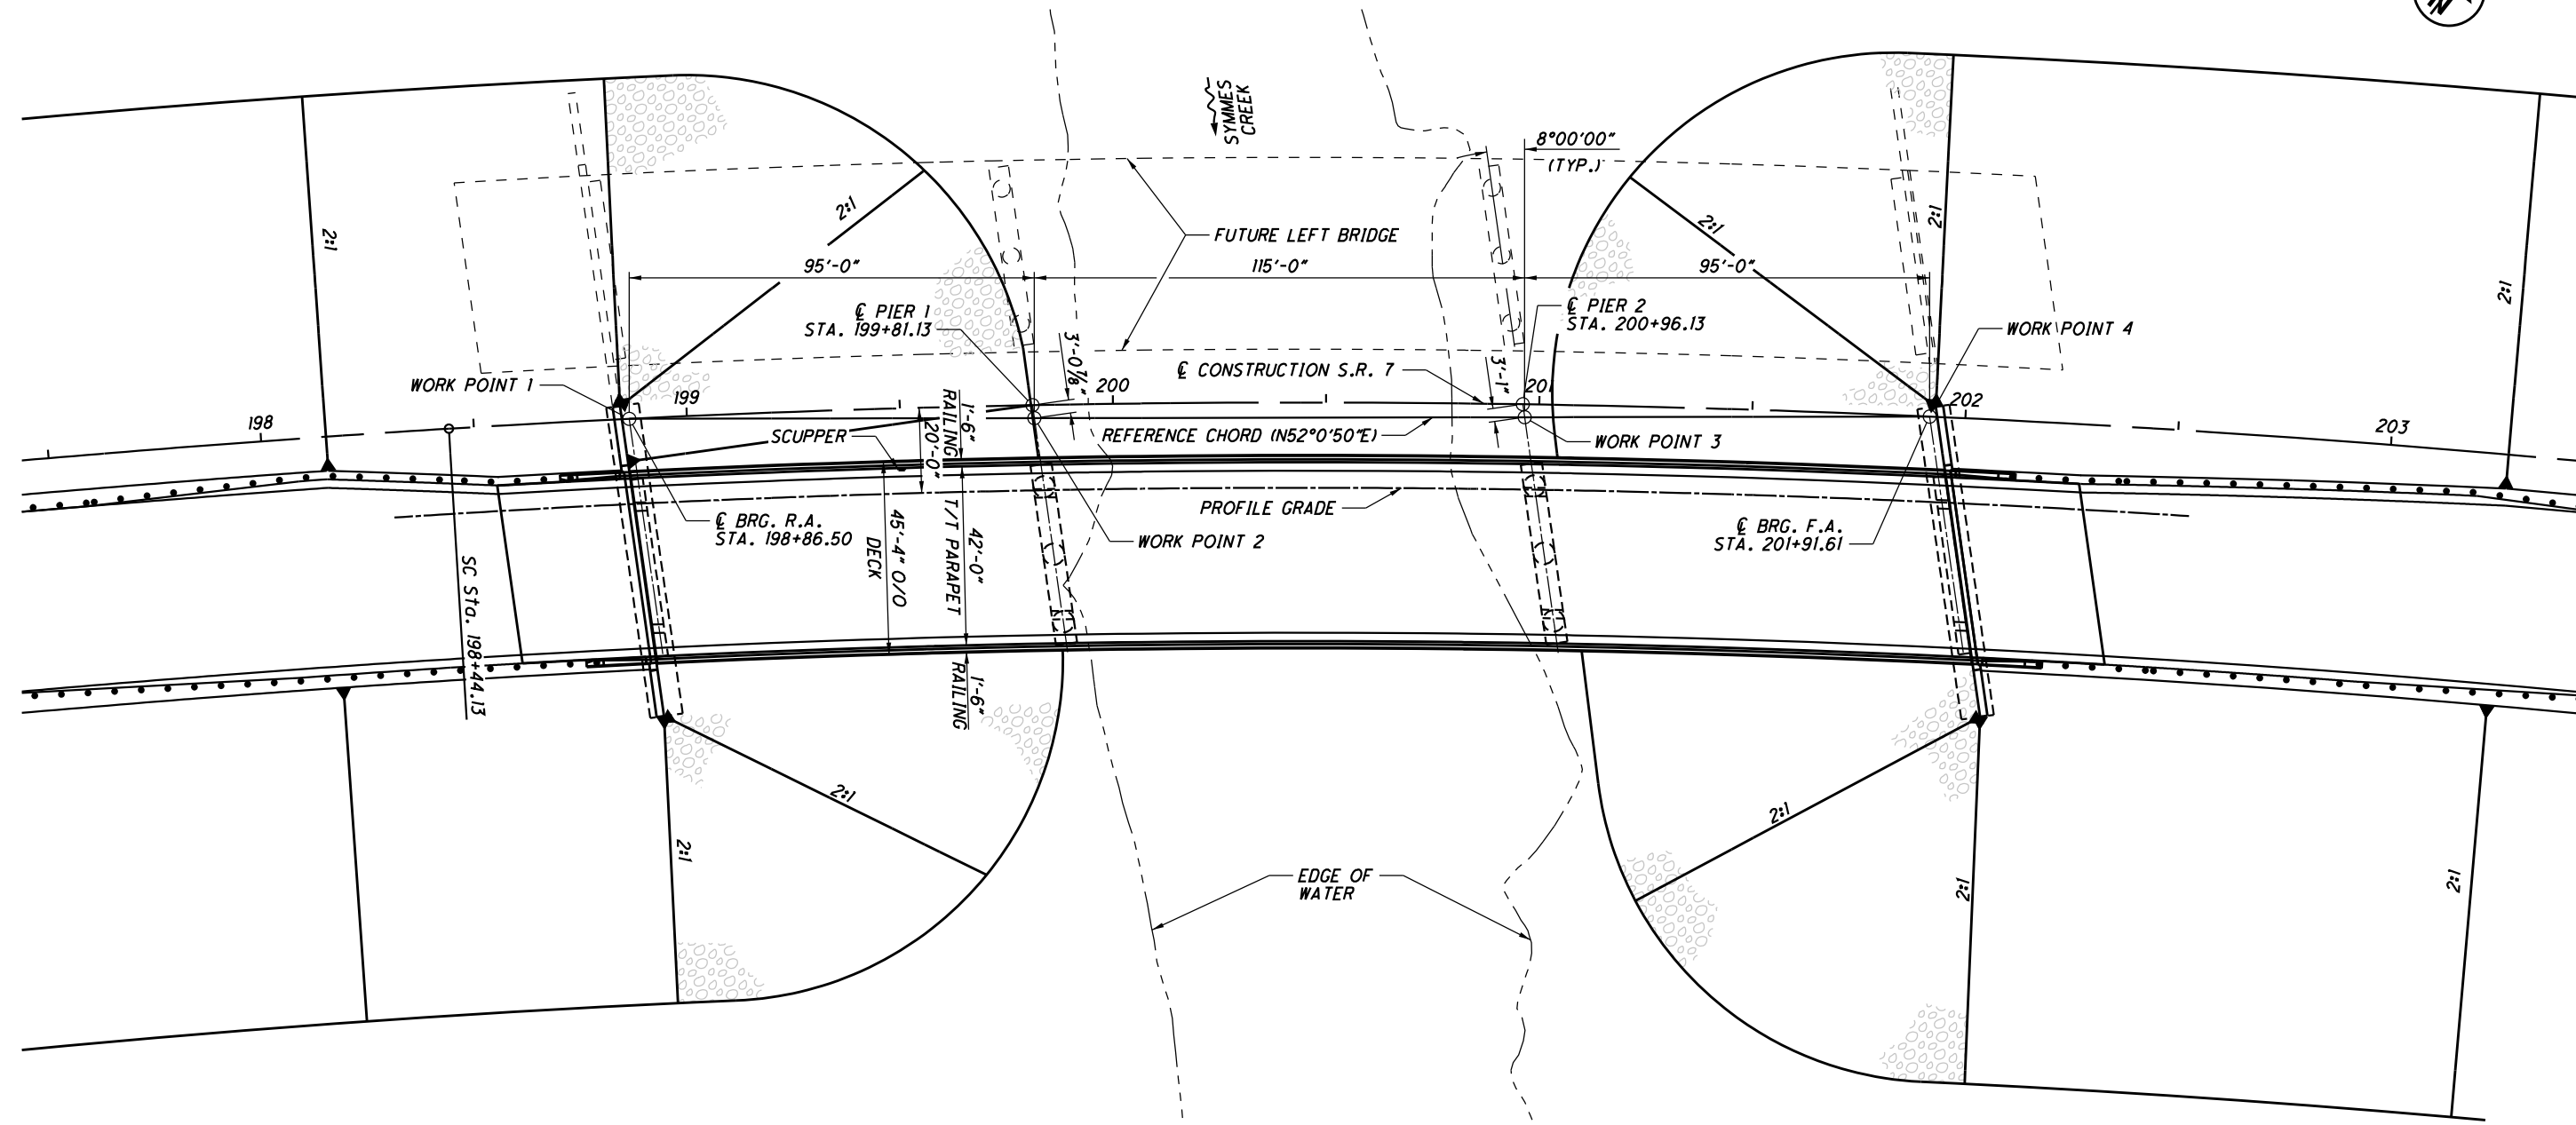 N
SYMMES
CREEK
8°00'00"
(TYP.)
2:1
2:1
2:1
2:1
2:1
FUTURE LEFT BRIDGE
95'-0"
115'-0"
95'-0"
℄ PIER 1
STA. 199+81.13
3'-0⅞"
℄ PIER 2
STA. 200+96.13
WORK POINT 4
WORK POINT 1
℄ CONSTRUCTION S.R. 7
3'-1"
198
199
200
201
202
203
1'-6"
RAILING
20'-0"
SCUPPER
REFERENCE CHORD (N52°0'50"E)
WORK POINT 3
PROFILE GRADE
℄ BRG. R.A.
STA. 198+86.50
WORK POINT 2
℄ BRG. F.A.
STA. 201+91.61
45'-4" O/O
DECK
42'-0"
T/T PARAPET
SC Sta. 198+44.13
1'-6"
RAILING
2:1
2:1
2:1
2:1
2:1
EDGE OF
WATER